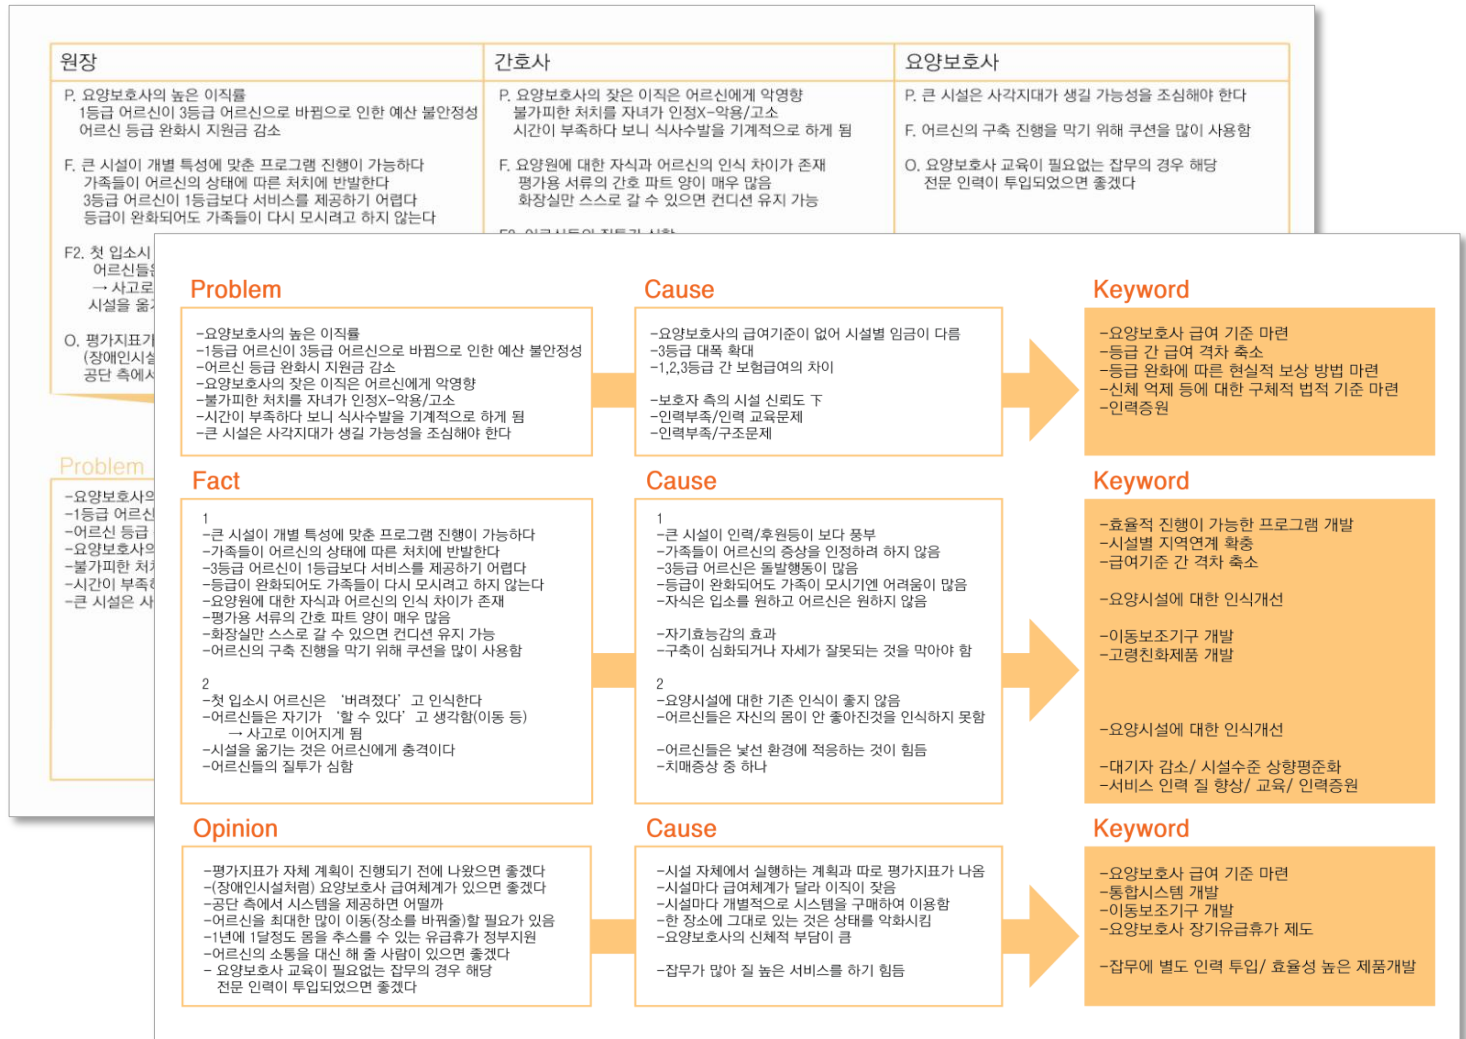 원장
P. 요양보호사의 높은 이직률
1등급 어르신이 3등급 어르신으로 바뀜으로 인한 예산 불안정성
어르신 등급 완화시 지원금 감소
F. 큰 시설이 개별 특성에 맞춘 프로그램 진행이 가능하다
가족들이 어르신의 상태에 따른 처치에 반발한다
3등급 어르신이 1등급보다 서비스를 제공하기 어렵다
등급이 완화되어도 가족들이 다시 모시려고 하지 않는다
F2. 첫 입소시
어르신들은
→ 사고로
시설을 옮기
O. 평가지표가
(장애인시설
공단 측에서
간호사
P. 요양보호사의 잦은 이직은 어르신에게 악영향
불가피한 처치를 자녀가 인정X-악용/고소
시간이 부족하다 보니 식사수발을 기계적으로 하게 됨
F. 요양원에 대한 자식과 어르신의 인식 차이가 존재
평가용 서류의 간호 파트 양이 매우 많음
화장실만 스스로 갈 수 있으면 컨디션 유지 가능
요양보호사
P. 큰 시설은 사각지대가 생길 가능성을 조심해야 한다
F. 어르신의 구축 진행을 막기 위해 쿠션을 많이 사용함
O. 요양보호사 교육이 필요없는 잡무의 경우 해당
전문 인력이 투입되었으면 좋겠다
Problem
-요양보호사의
-1등급 어르신
-어르신 등급
-요양보호사의
-불가피한 처치
-시간이 부족하
-큰 시설은 사
Problem
-요양보호사의 높은 이직률
-1등급 어르신이 3등급 어르신으로 바뀜으로 인한 예산 불안정성
-어르신 등급 완화시 지원금 감소
-요양보호사의 잦은 이직은 어르신에게 악영향
-불가피한 처치를 자녀가 인정X-악용/고소
-시간이 부족하다 보니 식사수발을 기계적으로 하게 됨
-큰 시설은 사각지대가 생길 가능성을 조심해야 한다
Cause
-요양보호사의 급여기준이 없어 시설별 임금이 다름
-3등급 대폭 확대
-1,2,3등급 간 보험급여의 차이
-보호자 측의 시설 신뢰도 下
-인력부족/인력 교육문제
-인력부족/구조문제
Keyword
-요양보호사 급여 기준 마련
-등급 간 급여 격차 축소
-등급 완화에 따른 현실적 보상 방법 마련
-신체 억제 등에 대한 구체적 법적 기준 마련
-인력증원
Fact
1
-큰 시설이 개별 특성에 맞춘 프로그램 진행이 가능하다
-가족들이 어르신의 상태에 따른 처치에 반발한다
-3등급 어르신이 1등급보다 서비스를 제공하기 어렵다
-등급이 완화되어도 가족들이 다시 모시려고 하지 않는다
-요양원에 대한 자식과 어르신의 인식 차이가 존재
-평가용 서류의 간호 파트 양이 매우 많음
-화장실만 스스로 갈 수 있으면 컨디션 유지 가능
-어르신의 구축 진행을 막기 위해 쿠션을 많이 사용함
2
-첫 입소시 어르신은 ‘버려졌다’ 고 인식한다
-어르신들은 자기가 ‘할 수 있다’ 고 생각함(이동 등)
→ 사고로 이어지게 됨
-시설을 옮기는 것은 어르신에게 충격이다
-어르신들의 질투가 심함
Cause
1
-큰 시설이 인력/후원등이 보다 풍부
-가족들이 어르신의 증상을 인정하려 하지 않음
-3등급 어르신은 돌발행동이 많음
-등급이 완화되어도 가족이 모시기엔 어려움이 많음
-자식은 입소를 원하고 어르신은 원하지 않음
-자기효능감의 효과
-구축이 심화되거나 자세가 잘못되는 것을 막아야 함
2
-요양시설에 대한 기존 인식이 좋지 않음
-어르신들은 자신의 몸이 안 좋아진것을 인식하지 못함
-어르신들은 낯선 환경에 적응하는 것이 힘듬
-치매증상 중 하나
Keyword
-효율적 진행이 가능한 프로그램 개발
-시설별 지역연계 확충
-급여기준 간 격차 축소
-요양시설에 대한 인식개선
-이동보조기구 개발
-고령친화제품 개발
-요양시설에 대한 인식개선
-대기자 감소/ 시설수준 상향평준화
-서비스 인력 질 향상/ 교육/ 인력증원
Opinion
-평가지표가 자체 계획이 진행되기 전에 나왔으면 좋겠다
-(장애인시설처럼) 요양보호사 급여체계가 있으면 좋겠다
-공단 측에서 시스템을 제공하면 어떨까
-어르신을 최대한 많이 이동(장소를 바꿔줄)할 필요가 있음
-1년에 1달정도 몸을 추스를 수 있는 유급휴가 정부지원
-어르신의 소통을 대신 해 줄 사람이 있으면 좋겠다
- 요양보호사 교육이 필요없는 잡무의 경우 해당
전문 인력이 투입되었으면 좋겠다
Cause
-시설 자체에서 실행하는 계획과 따로 평가지표가 나옴
-시설마다 급여체계가 달라 이직이 잦음
-시설마다 개별적으로 시스템을 구매하여 이용함
-한 장소에 그대로 있는 것은 상태를 악화시킴
-요양보호사의 신체적 부담이 큼
-잡무가 많아 질 높은 서비스를 하기 힘듬
Keyword
-요양보호사 급여 기준 마련
-통합시스템 개발
-이동보조기구 개발
-요양보호사 장기유급휴가 제도
-잡무에 별도 인력 투입/ 효율성 높은 제품개발